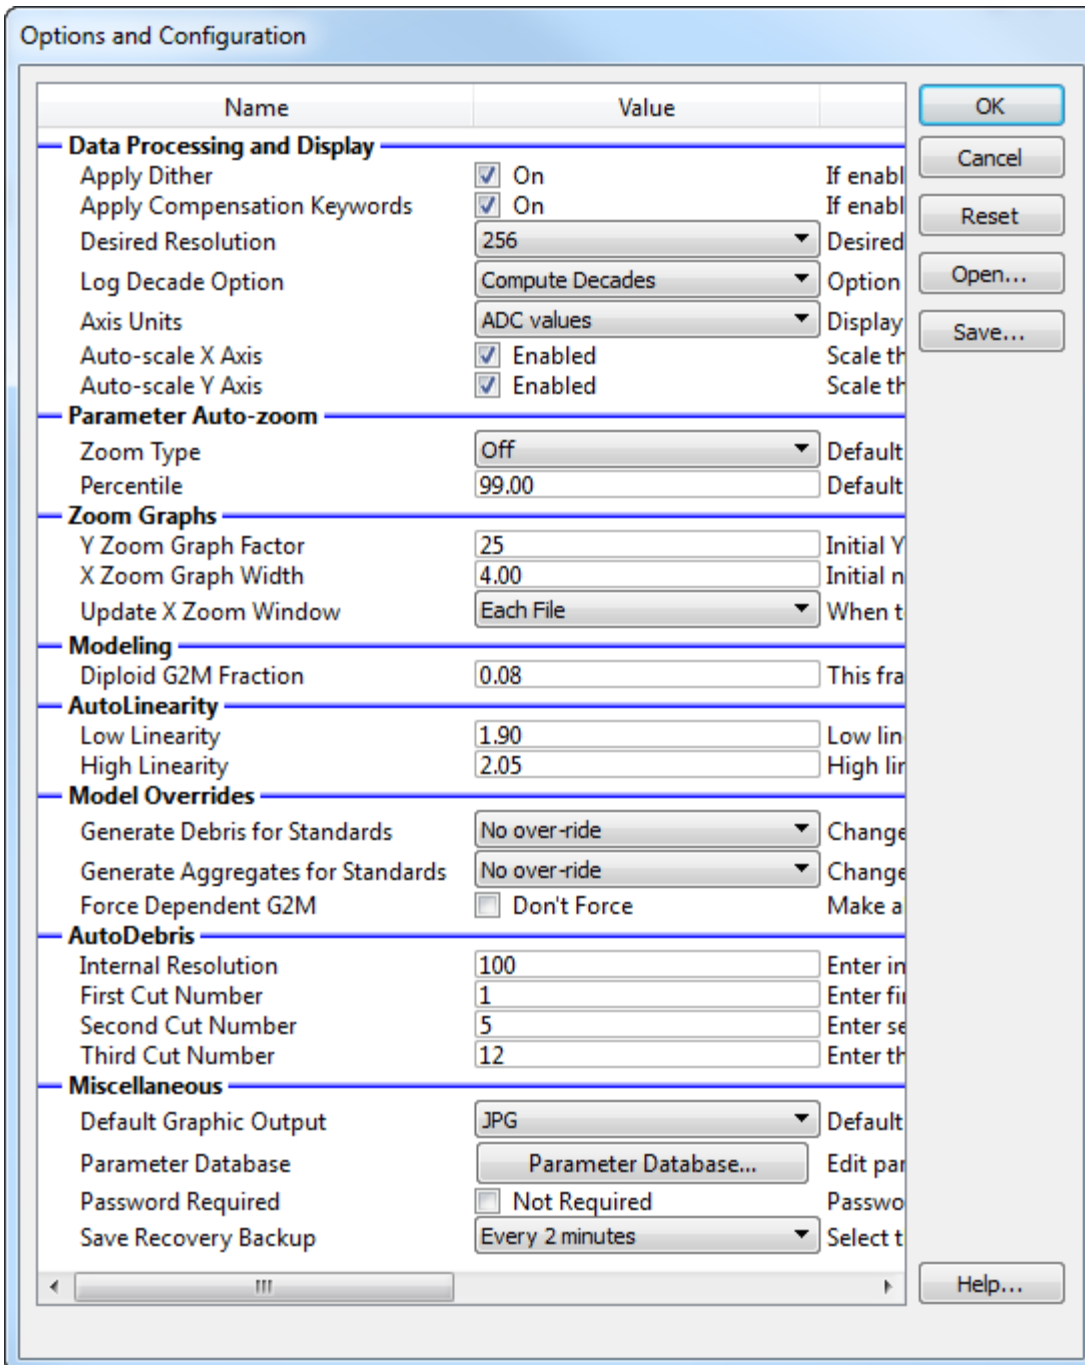 Options and Configuration
Name Value
Data Processing and Display
Apply Dither On If enabl
Apply Compensation Keywords On If enabl
Desired Resolution 256 Desired
Log Decade Option Compute Decades Option
Axis Units ADC values Display
Auto-scale X Axis Enabled Scale th
Auto-scale Y Axis Enabled Scale th
Parameter Auto-zoom
Zoom Type Off Default
Percentile 99.00 Default
Zoom Graphs
Y Zoom Graph Factor 25 Initial Y
X Zoom Graph Width 4.00 Initial n
Update X Zoom Window Each File When t
Modeling
Diploid G2M Fraction 0.08 This fra
AutoLinearity
Low Linearity 1.90 Low lin
High Linearity 2.05 High lir
Model Overrides
Generate Debris for Standards No over-ride Change
Generate Aggregates for Standards No over-ride Change
Force Dependent G2M Don't Force Make a
AutoDebris
Internal Resolution 100 Enter in
First Cut Number 1 Enter fi
Second Cut Number 5 Enter se
Third Cut Number 12 Enter th
Miscellaneous
Default Graphic Output JPG Default
Parameter Database Parameter Database... Edit par
Password Required Not Required Passwo
Save Recovery Backup Every 2 minutes Select t
OK
Cancel
Reset
Open...
Save...
Help...